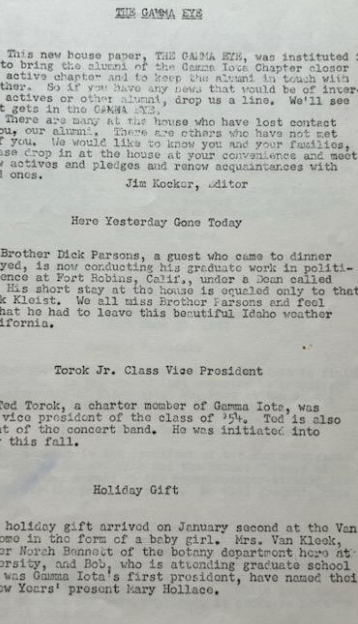 THE GAMMA EYE
This new house paper, THE GAMMA EYE, was instituted
to bring the alumni of the Gamma Iota Chapter closer
active chapter and to keep the alumni in touch with
ther. So if you have any news that would be of inter-
actives or other alumni, drop us a line. We'll see
t gets in the GAMMA EYE.
There are many at the house who have lost contact
ou, our alumni. There are others who have not met
f you. We would like to know you and your families,
ase drop in at the house at your convenience and meet
w actives and pledges and renew acquaintances with
d ones.
Jim Kocker, Editor
Here Yesterday Gone Today
Brother Dick Parsons, a guest who came to dinner
yed, is now conducting his graduate work in politi-
ence at Fort Hobins, Calif., under a Dean called
His short stay at the house is equaled only to that
k Kleist. We all miss Brother Parsons and feel
hat he had to leave this beautiful Idaho weather
ifornia.
Torok Jr. Class Vice President
Ted Torok, a charter member of Gamma Iota, was
vice president of the class of '54. Ted is also
nt of the concert band. He was initiated into
r this fall.
Holiday Gift
holiday gift arrived on January second at the Van
ome in the form of a baby girl. Mrs. Van Kleek,
er Norah Bennett of the botany department here at
ersity, and Bob, who is attending graduate school
was Gamma Iota's first president, have named thei
ew Years' present Mary Hollace.